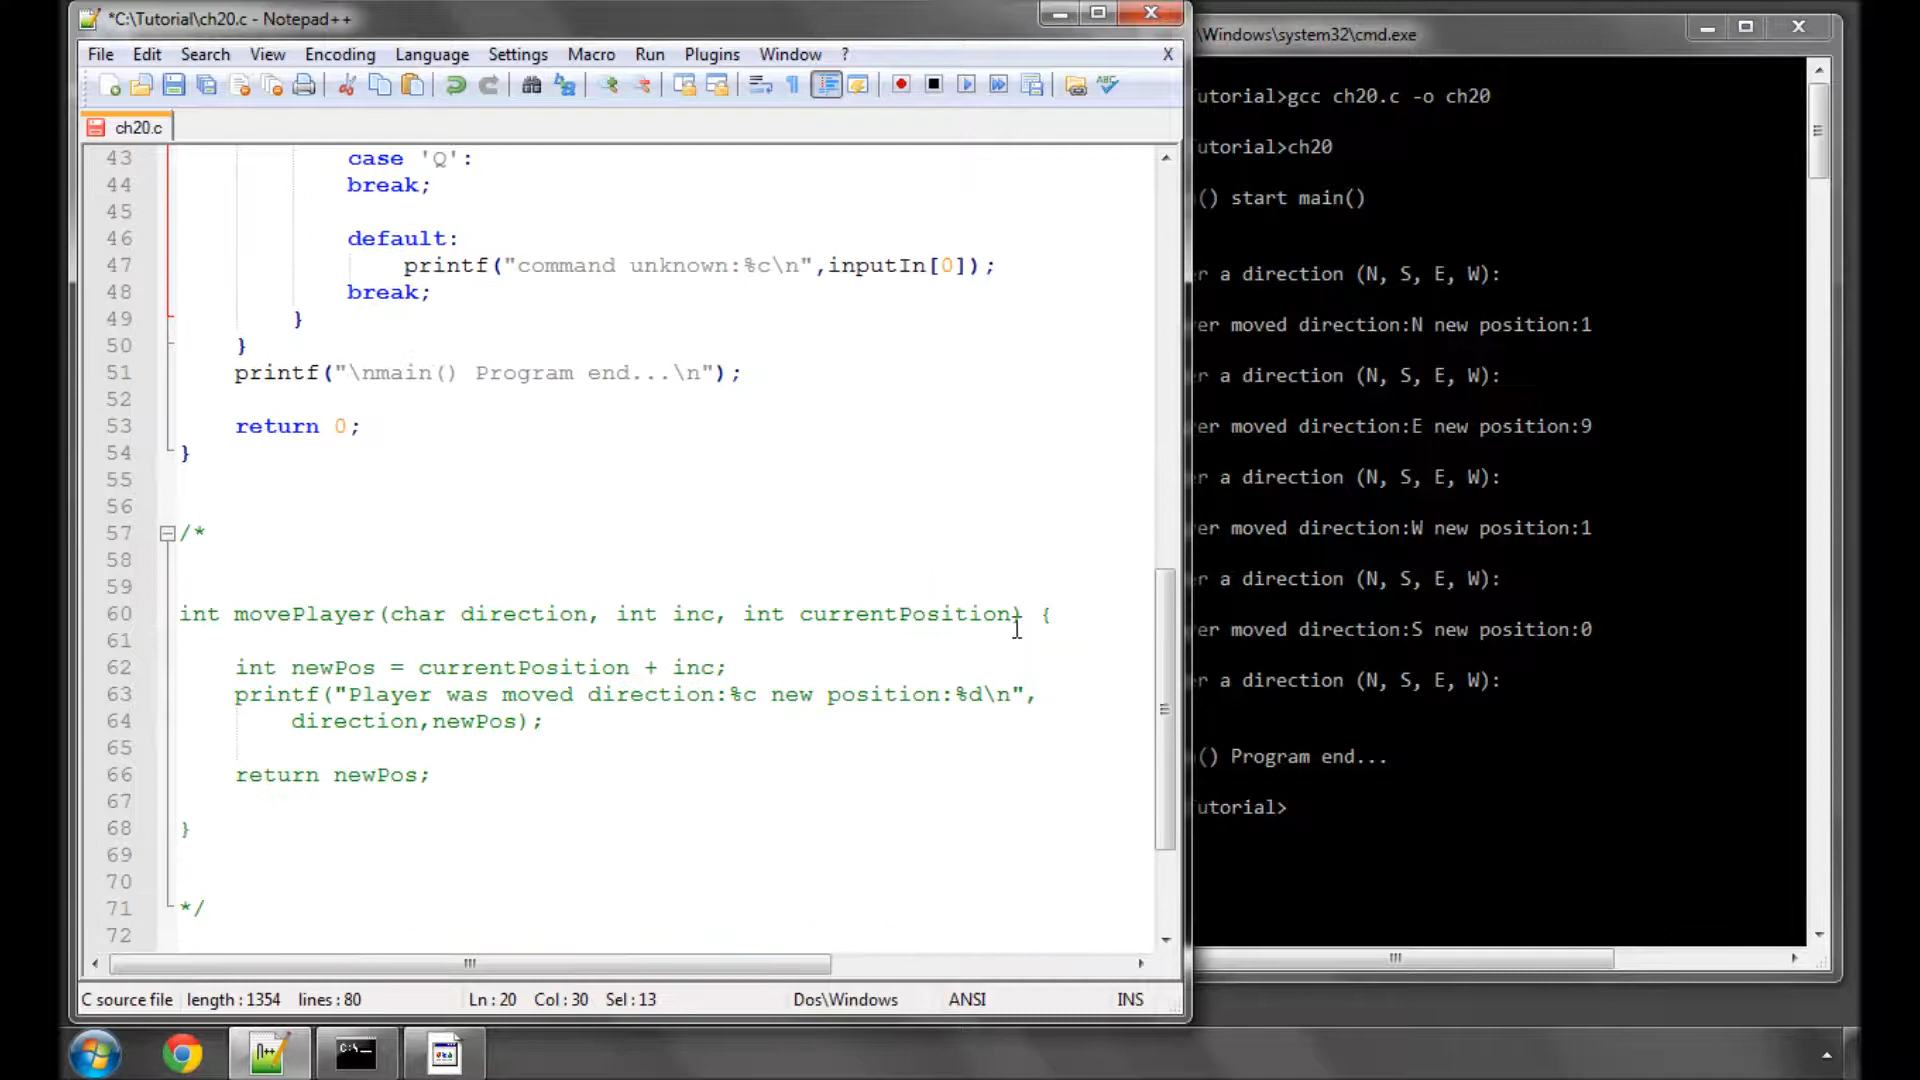 *C:\Tutorial\ch20.c - Notepad++
File Edit Search View Encoding Language Settings Macro Run Plugins Window ? X
ch20.c
43 case 'Q':
44 break;
45
46 default:
47 printf("command unknown:%c\n",inputIn[0]);
48 break;
49 }
50 }
51 printf("\nmain() Program end...\n");
52
53 return 0;
54 }
55
56
57 /*
58
59
60 int movePlayer(char direction, int inc, int currentPosition) {
61
62 int newPos = currentPosition + inc;
63 printf("Player was moved direction:%c new position:%d\n",
64 direction,newPos);
65
66 return newPos;
67
68 }
69
70
71 */
72
C source file length : 1354 lines : 80 Ln : 20 Col : 30 Sel : 13 Dos\Windows ANSI INS
\Windows\system32\cmd.exe
utorial>gcc ch20.c -o ch20
utorial>ch20
() start main()
er a direction (N, S, E, W):
er moved direction:N new position:1
er a direction (N, S, E, W):
er moved direction:E new position:9
er a direction (N, S, E, W):
er moved direction:W new position:1
er a direction (N, S, E, W):
er moved direction:S new position:0
er a direction (N, S, E, W):
() Program end...
utorial>